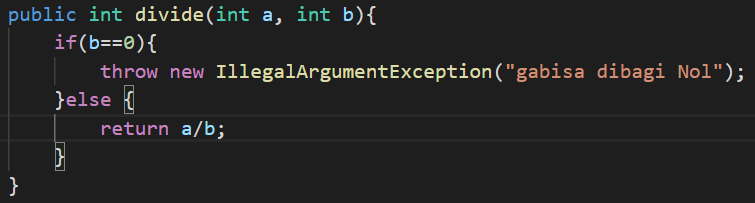 public int divide(int a, int b){
    if(b==0){
        throw new IllegalArgumentException("gabisa dibagi Nol");
    }else {
        return a/b;
    }
}